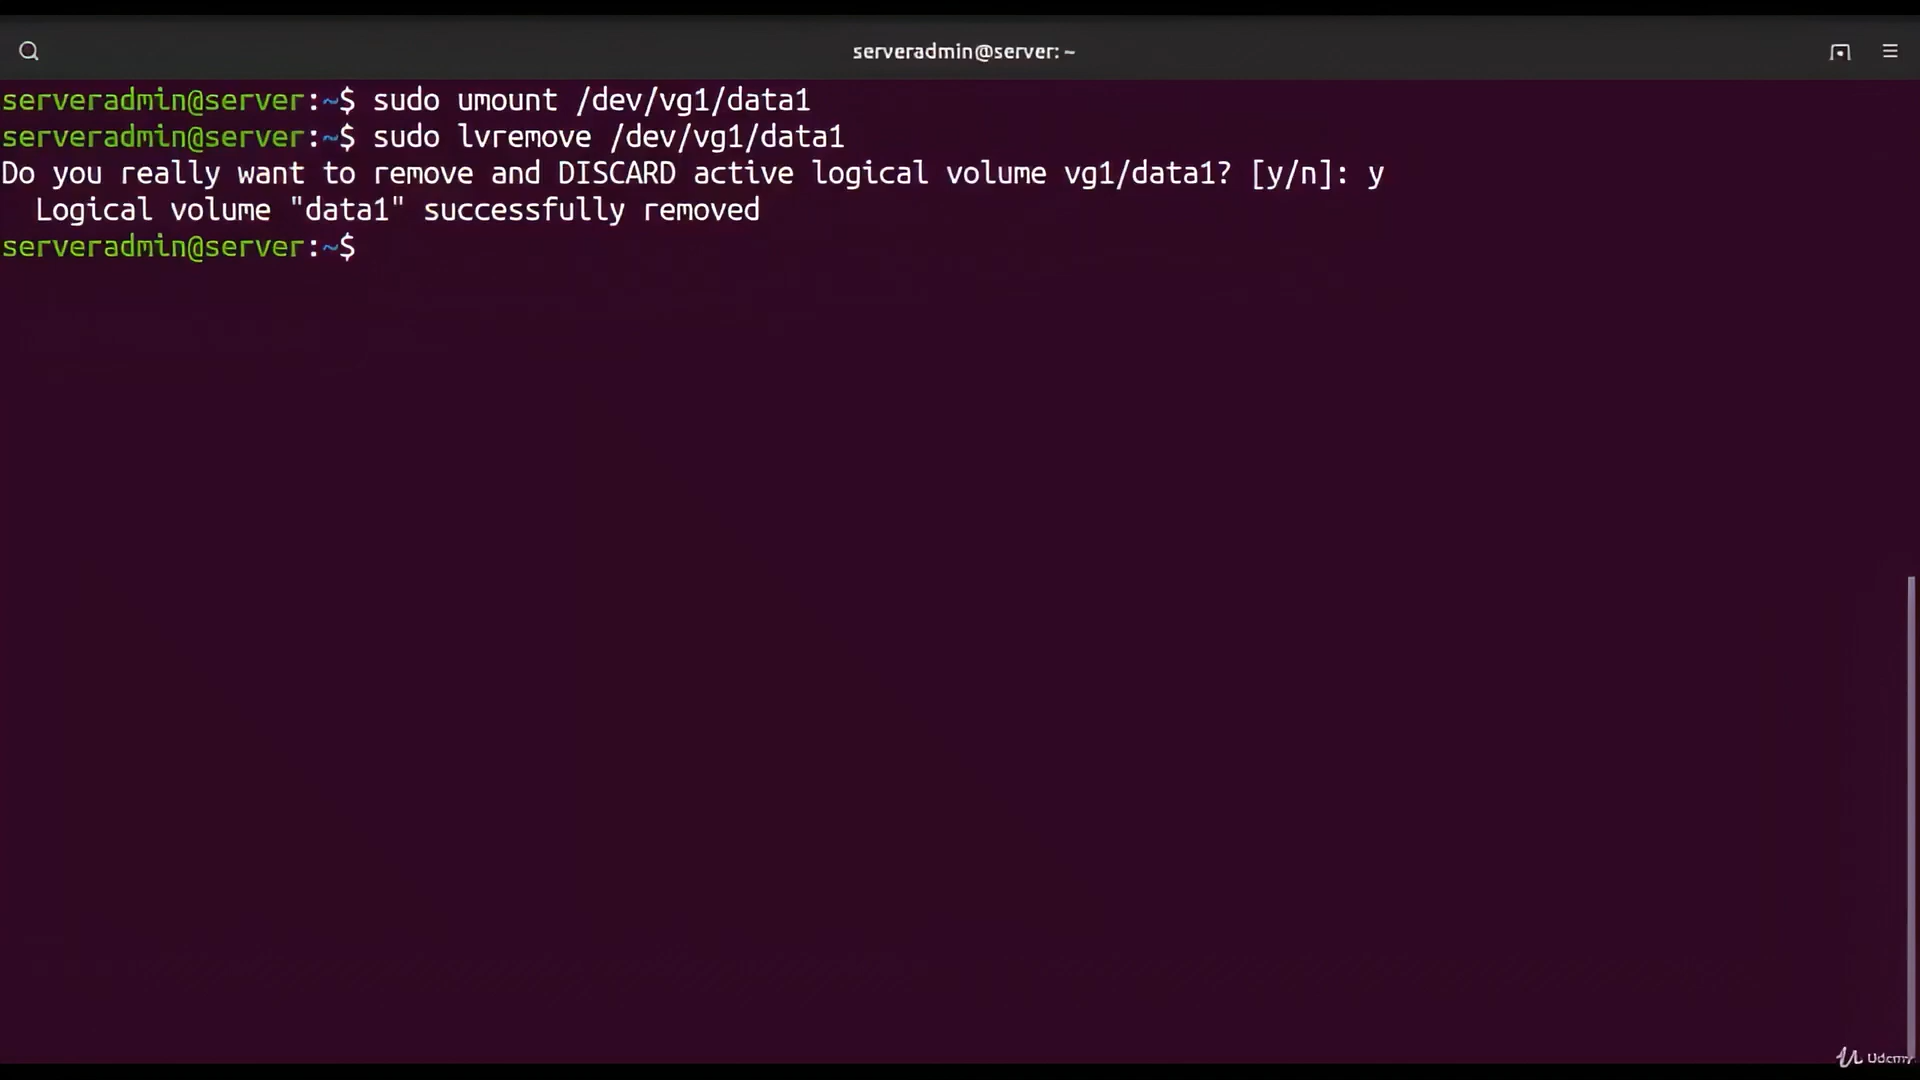 serveradmin@server: ~
serveradmin@server:~$ sudo umount /dev/vg1/data1
serveradmin@server:~$ sudo lvremove /dev/vg1/data1
Do you really want to remove and DISCARD active logical volume vg1/data1? [y/n]: y
  Logical volume "data1" successfully removed
serveradmin@server:~$
Udemy